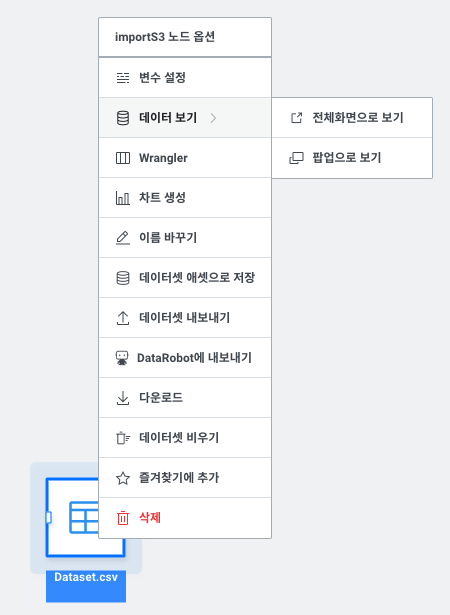 importS3 노드 옵션
변수 설정
데이터 보기
전체화면으로 보기
팝업으로 보기
Wrangler
차트 생성
이름 바꾸기
데이터셋 애셋으로 저장
데이터셋 내보내기
DataRobot에 내보내기
다운로드
데이터셋 비우기
즐겨찾기에 추가
삭제
Dataset.csv